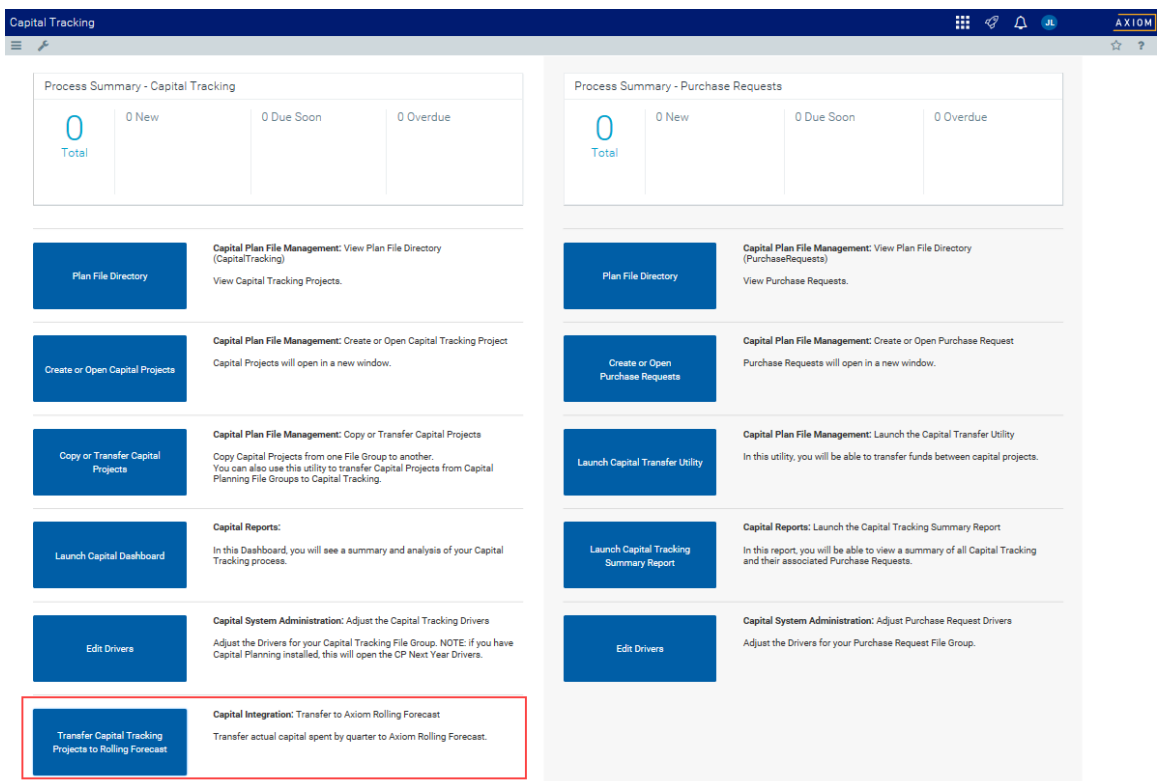 Capital Tracking
JL
AXIOM
?
Process Summary - Capital Tracking
0
Total
0 New
0 Due Soon
0 Overdue
Plan File Directory
Capital Plan File Management: View Plan File Directory
(CapitalTracking)
View Capital Tracking Projects.
Create or Open Capital Projects
Capital Plan File Management: Create or Open Capital Tracking Project
Capital Projects will open in a new window.
Copy or Transfer Capital
Projects
Capital Plan File Management: Copy or Transfer Capital Projects
Copy Capital Projects from one File Group to another.
You can also use this utility to transfer Capital Projects from Capital
Planning File Groups to Capital Tracking.
Launch Capital Dashboard
Capital Reports:
In this Dashboard, you will see a summary and analysis of your Capital
Tracking process.
Edit Drivers
Capital System Administration: Adjust the Capital Tracking Drivers
Adjust the Drivers for your Capital Tracking File Group. NOTE: if you have
Capital Planning installed, this will open the CP Next Year Drivers.
Transfer Capital Tracking
Projects to Rolling Forecast
Capital Integration: Transfer to Axiom Rolling Forecast
Transfer actual capital spent by quarter to Axiom Rolling Forecast.
Process Summary - Purchase Requests
0
Total
0 New
0 Due Soon
0 Overdue
Plan File Directory
Capital Plan File Management: View Plan File Directory
(PurchaseRequests)
View Purchase Requests.
Create or Open
Purchase Requests
Capital Plan File Management: Create or Open Purchase Request
Purchase Requests will open in a new window.
Launch Capital Transfer Utility
Capital Plan File Management: Launch the Capital Transfer Utility
In this utility, you will be able to transfer funds between capital projects.
Launch Capital Tracking
Summary Report
Capital Reports: Launch the Capital Tracking Summary Report
In this report, you will be able to view a summary of all Capital Tracking
and their associated Purchase Requests.
Edit Drivers
Capital System Administration: Adjust Purchase Request Drivers
Adjust the Drivers for your Purchase Request File Group.